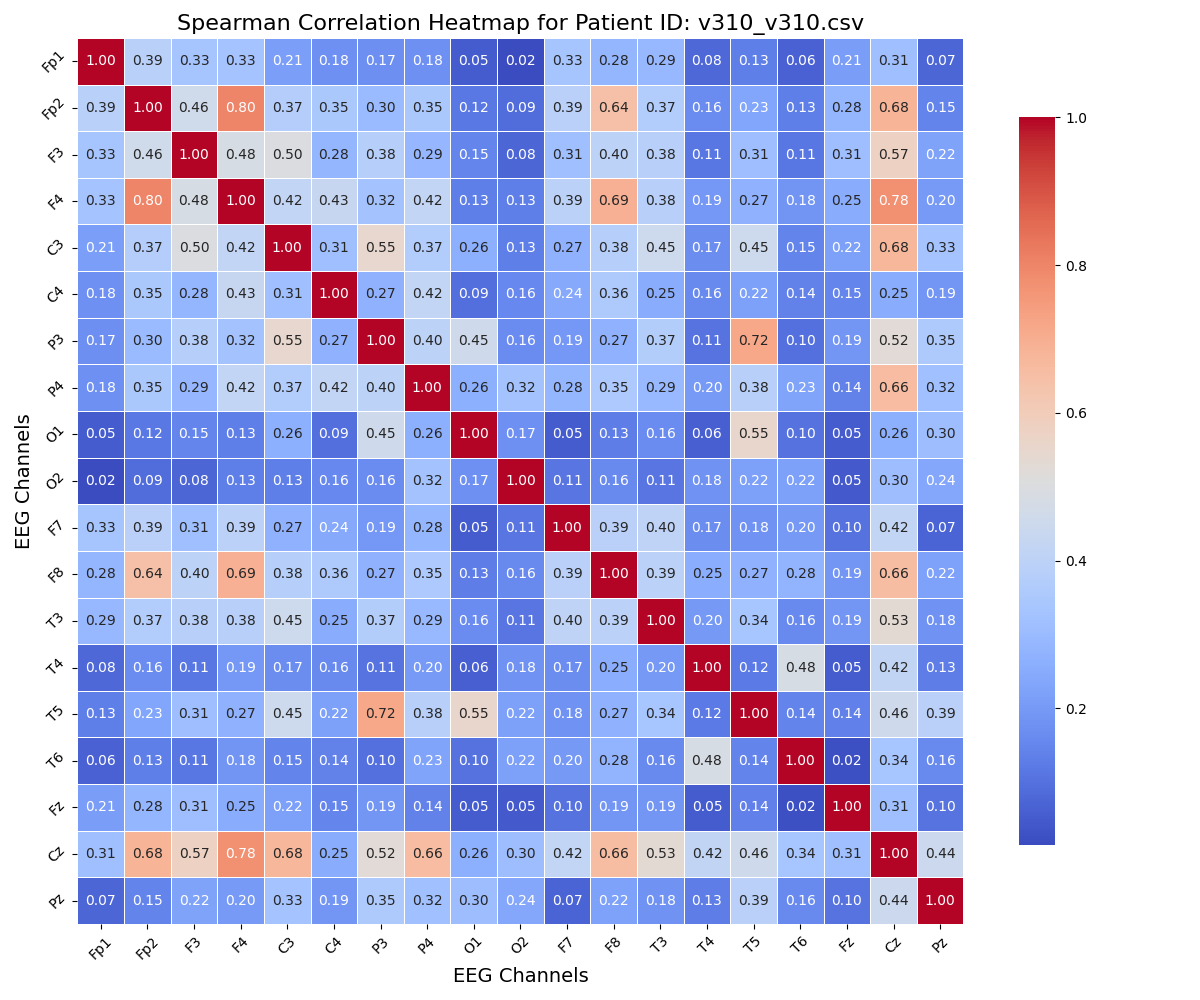 Spearman Correlation Heatmap for Patient ID: v310_v310.csv
Fp1 1.00 0.39 0.33 0.33 0.21 0.18 0.17 0.18 0.05 0.02 0.33 0.28 0.29 0.08 0.13 0.06 0.21 0.31 0.07
Fp2 0.39 1.00 0.46 0.80 0.37 0.35 0.30 0.35 0.12 0.09 0.39 0.64 0.37 0.16 0.23 0.13 0.28 0.68 0.15
F3 0.33 0.46 1.00 0.48 0.50 0.28 0.38 0.29 0.15 0.08 0.31 0.40 0.38 0.11 0.31 0.11 0.31 0.57 0.22
F4 0.33 0.80 0.48 1.00 0.42 0.43 0.32 0.42 0.13 0.13 0.39 0.69 0.38 0.19 0.27 0.18 0.25 0.78 0.20
C3 0.21 0.37 0.50 0.42 1.00 0.31 0.55 0.37 0.26 0.13 0.27 0.38 0.45 0.17 0.45 0.15 0.22 0.68 0.33
C4 0.18 0.35 0.28 0.43 0.31 1.00 0.27 0.42 0.09 0.16 0.24 0.36 0.25 0.16 0.22 0.14 0.15 0.25 0.19
P3 0.17 0.30 0.38 0.32 0.55 0.27 1.00 0.40 0.45 0.16 0.19 0.27 0.37 0.11 0.72 0.10 0.19 0.52 0.35
P4 0.18 0.35 0.29 0.42 0.37 0.42 0.40 1.00 0.26 0.32 0.28 0.35 0.29 0.20 0.38 0.23 0.14 0.66 0.32
O1 0.05 0.12 0.15 0.13 0.26 0.09 0.45 0.26 1.00 0.17 0.05 0.13 0.16 0.06 0.55 0.10 0.05 0.26 0.30
O2 0.02 0.09 0.08 0.13 0.13 0.16 0.16 0.32 0.17 1.00 0.11 0.16 0.11 0.18 0.22 0.22 0.05 0.30 0.24
F7 0.33 0.39 0.31 0.39 0.27 0.24 0.19 0.28 0.05 0.11 1.00 0.39 0.40 0.17 0.18 0.20 0.10 0.42 0.07
F8 0.28 0.64 0.40 0.69 0.38 0.36 0.27 0.35 0.13 0.16 0.39 1.00 0.39 0.25 0.27 0.28 0.19 0.66 0.22
T3 0.29 0.37 0.38 0.38 0.45 0.25 0.37 0.29 0.16 0.11 0.40 0.39 1.00 0.20 0.34 0.16 0.19 0.53 0.18
T4 0.08 0.16 0.11 0.19 0.17 0.16 0.11 0.20 0.06 0.18 0.17 0.25 0.20 1.00 0.12 0.48 0.05 0.42 0.13
T5 0.13 0.23 0.31 0.27 0.45 0.22 0.72 0.38 0.55 0.22 0.18 0.27 0.34 0.12 1.00 0.14 0.14 0.46 0.39
T6 0.06 0.13 0.11 0.18 0.15 0.14 0.10 0.23 0.10 0.22 0.20 0.28 0.16 0.48 0.14 1.00 0.02 0.34 0.16
Fz 0.21 0.28 0.31 0.25 0.22 0.15 0.19 0.14 0.05 0.05 0.10 0.19 0.19 0.05 0.14 0.02 1.00 0.31 0.10
Cz 0.31 0.68 0.57 0.78 0.68 0.25 0.52 0.66 0.26 0.30 0.42 0.66 0.53 0.42 0.46 0.34 0.31 1.00 0.44
Pz 0.07 0.15 0.22 0.20 0.33 0.19 0.35 0.32 0.30 0.24 0.07 0.22 0.18 0.13 0.39 0.16 0.10 0.44 1.00
Fp1 Fp2 F3 F4 C3 C4 P3 P4 O1 O2 F7 F8 T3 T4 T5 T6 Fz Cz Pz
EEG Channels
EEG Channels
1.0
0.8
0.6
0.4
0.2